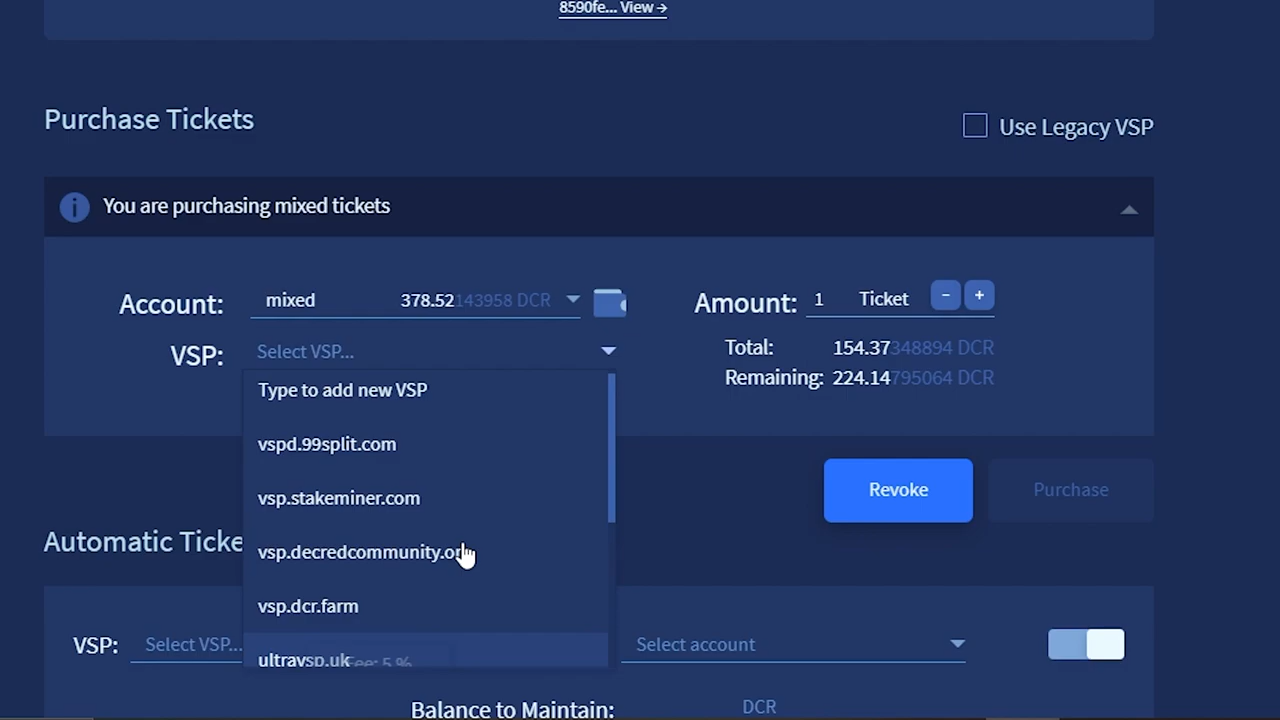 8590fe... View →
Purchase Tickets
Use Legacy VSP
You are purchasing mixed tickets
Account: mixed 378.52143958 DCR
Amount: 1 Ticket - +
VSP: Select VSP...
Total: 154.37348894 DCR
Remaining: 224.14795064 DCR
Type to add new VSP
vspd.99split.com
vsp.stakeminer.com
vsp.decredcommunity.or
vsp.dcr.farm
ultravsp.uk Fee: 5 %
Revoke
Purchase
Automatic Ticke
VSP: Select VSP... Select account
Balance to Maintain: DCR